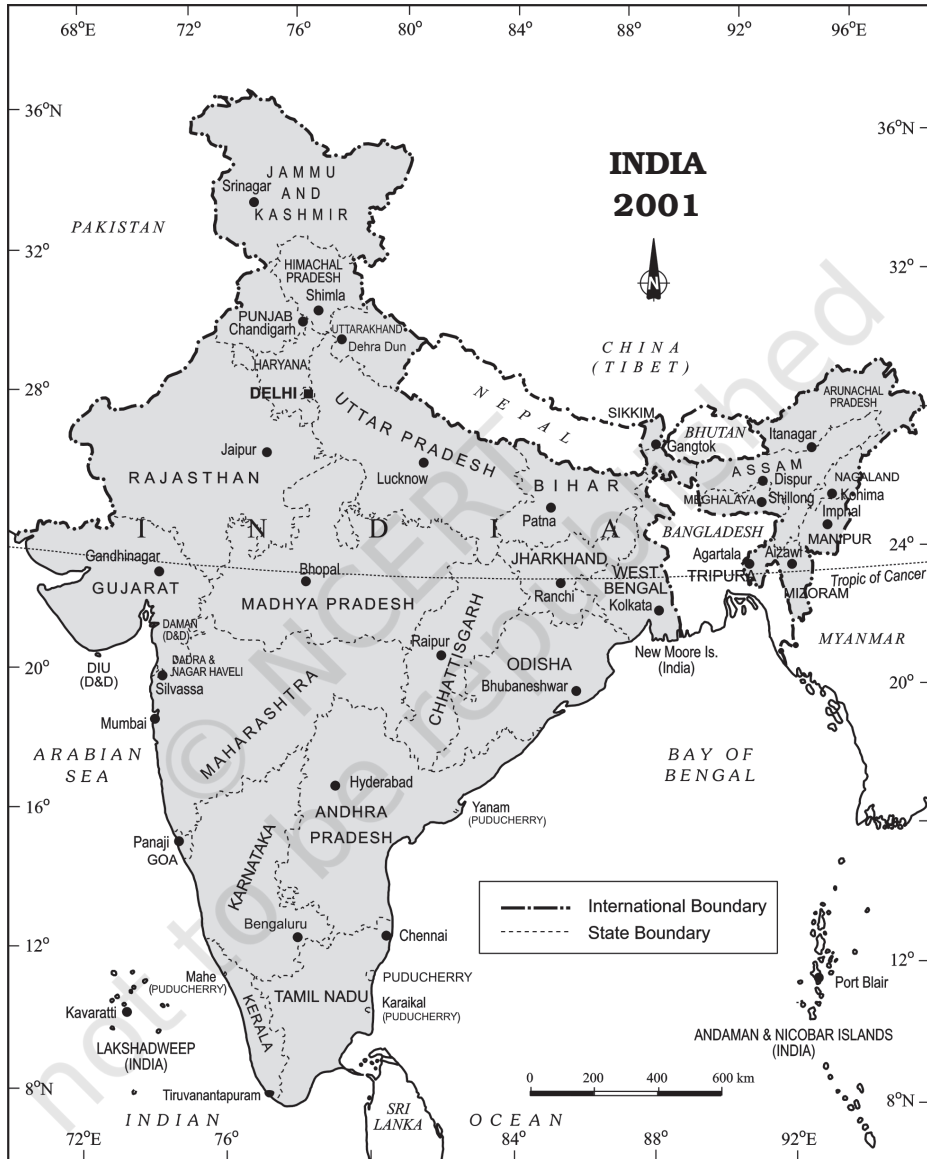 68°E
72°
76°
80°
84°
88°
92°
96°E
36°N
36°N
INDIA
2001
N
JAMMU
AND
KASHMIR
Srinagar
PAKISTAN
32°
32°
HIMACHAL
PRADESH
Shimla
PUNJAB
Chandigarh
UTTARAKHAND
Dehra Dun
CHINA
(TIBET)
HARYANA
28°
28°
DELHI
NEPAL
ARUNACHAL
PRADESH
UTTAR PRADESH
SIKKIM
BHUTAN
Itanagar
Gangtok
Jaipur
RAJASTHAN
Lucknow
BIHAR
ASSAM
Dispur
NAGALAND
MEGHALAYA
Shillong
Kohima
Patna
Imphal
INDIA
BANGLADESH
MANIPUR
24°
24°
Gandhinagar
GUJARAT
Bhopal
JHARKHAND
Ranchi
WEST
BENGAL
Kolkata
Agartala
Aizawl
TRIPURA
Tropic of Cancer
MIZORAM
MADHYA PRADESH
DAMAN
(D&D)
Raipur
CHHATTISGARH
MYANMAR
New Moore Is.
(India)
20°
20°
DIU
(D&D)
DADRA &
NAGAR HAVELI
Silvassa
ODISHA
Bhubaneshwar
Mumbai
MAHARASHTRA
ARABIAN
SEA
BAY OF
BENGAL
Hyderabad
16°
ANDHRA
PRADESH
Yanam
(PUDUCHERRY)
Panaji
GOA
KARNATAKA
International Boundary
State Boundary
Bengaluru
Chennai
12°
12°
Mahe
(PUDUCHERRY)
PUDUCHERRY
Port Blair
Kavaratti
KERALA
TAMIL NADU
Karaikal
(PUDUCHERRY)
LAKSHADWEEP
(INDIA)
ANDAMAN & NICOBAR ISLANDS
(INDIA)
0 200 400 600 km
8°N
8°N
Tiruvanantapuram
INDIAN
SRI
LANKA
OCEAN
72°E
76°
84°
88°
92°E
© NCERT
not to be republished